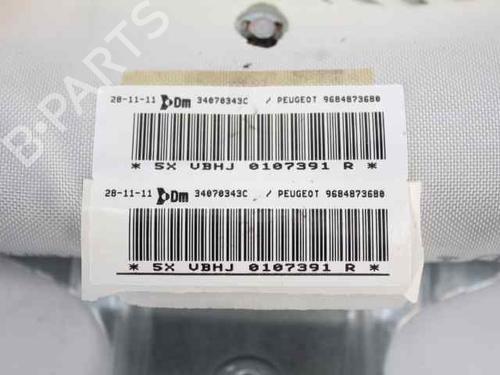 28-11-11 Dm 34070343C / PEUGEOT 9684873680
* 5X VBHJ 0107391 R *
28-11-11 Dm 34070343C / PEUGEOT 9684873680
* 5X VBHJ 0107391 R *
B-PARTS